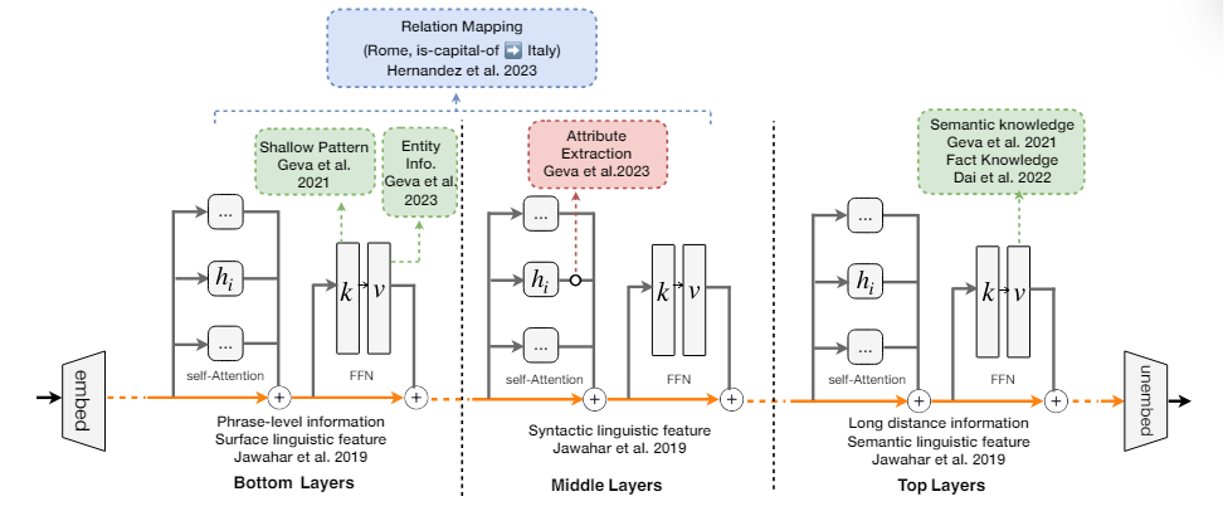 Relation Mapping
(Rome, is-capital-of ➡ Italy)
Hernandez et al. 2023
Shallow Pattern
Geva et al.
2021
Entity
Info.
Geva et al.
2023
Attribute
Extraction
Geva et al.2023
Semantic knowledge
Geva et al. 2021
Fact Knowledge
Dai et al. 2022
...
hi
...
k
v
...
hi
...
k
v
...
hi
...
k
v
embed
self-Attention
FFN
+
+
self-Attention
FFN
+
+
self-Attention
FFN
+
+
unembed
Phrase-level information
Surface linguistic feature
Jawahar et al. 2019
Bottom Layers
Syntactic linguistic feature
Jawahar et al. 2019
Middle Layers
Long distance information
Semantic linguistic feature
Jawahar et al. 2019
Top Layers